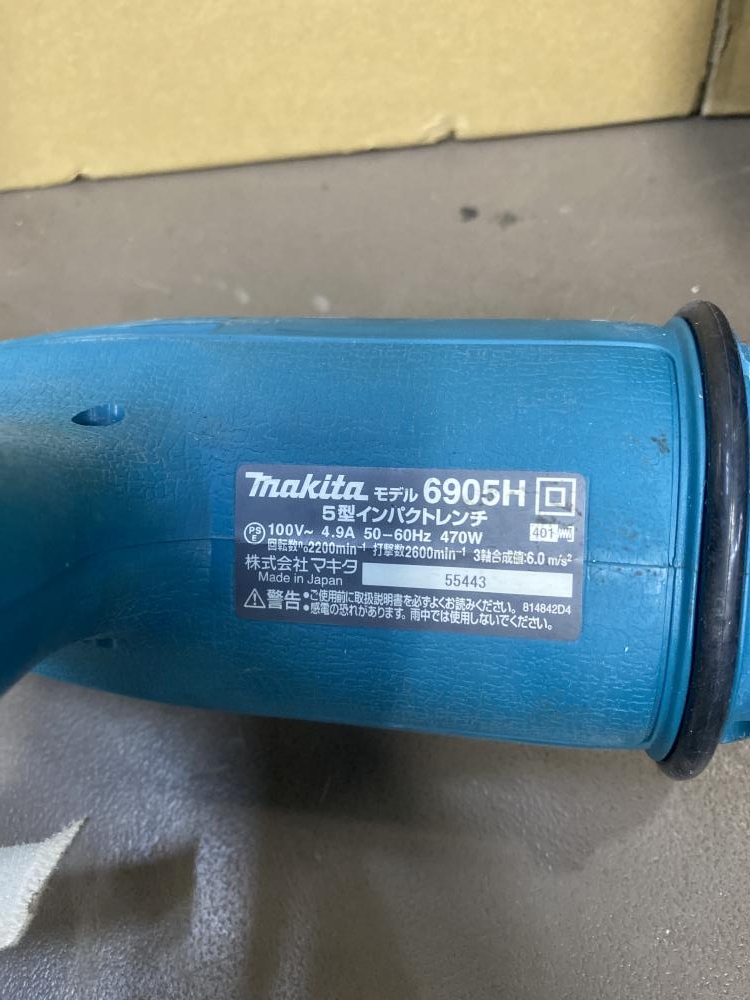 makita モデル 6905H
5型インパクトレンチ
PS E 100V~ 4.9A 50-60Hz 470W 401
回転数n₀2200min⁻¹ 打撃数2600min⁻¹ 3軸合成値:6.0 m/s²
株式会社 マキタ
Made in Japan 55443
警告 •ご使用前に取扱説明書を必ずよくお読みください。 814842D4
•感電の恐れがあります。雨中では使用しないでください。